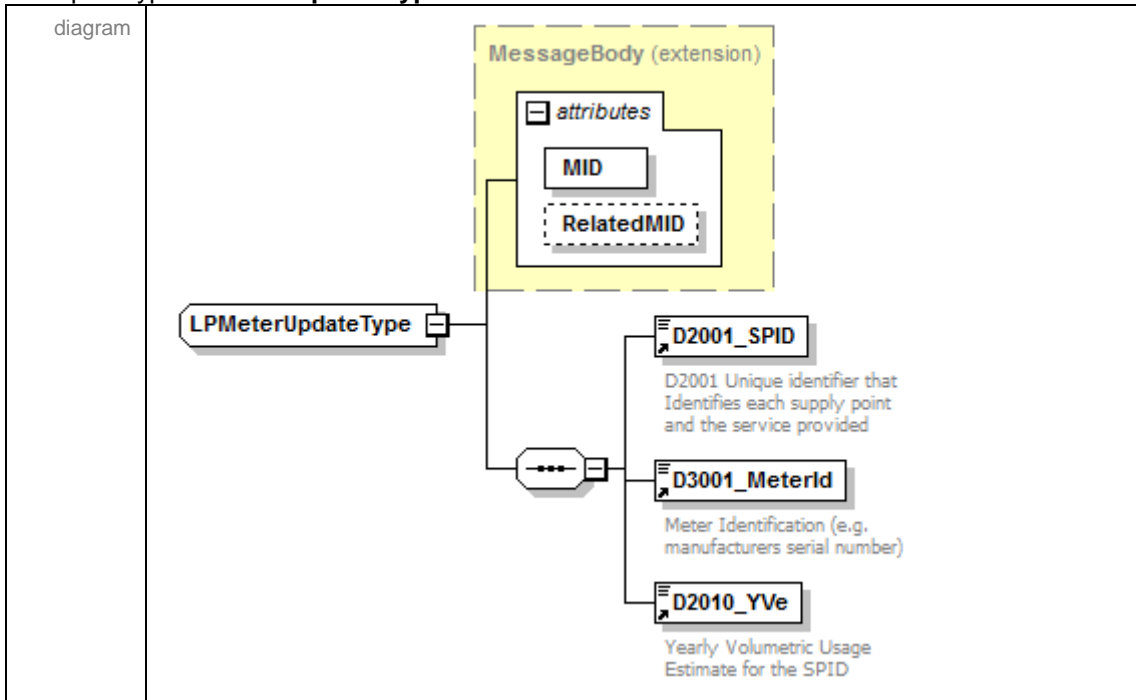 diagram
MessageBody (extension)
attributes
MID
RelatedMID
LPMeterUpdateType
D2001_SPID
D2001 Unique identifier that
Identifies each supply point
and the service provided
D3001_MeterId
Meter Identification (e.g.
manufacturers serial number)
D2010_YVe
Yearly Volumetric Usage
Estimate for the SPID